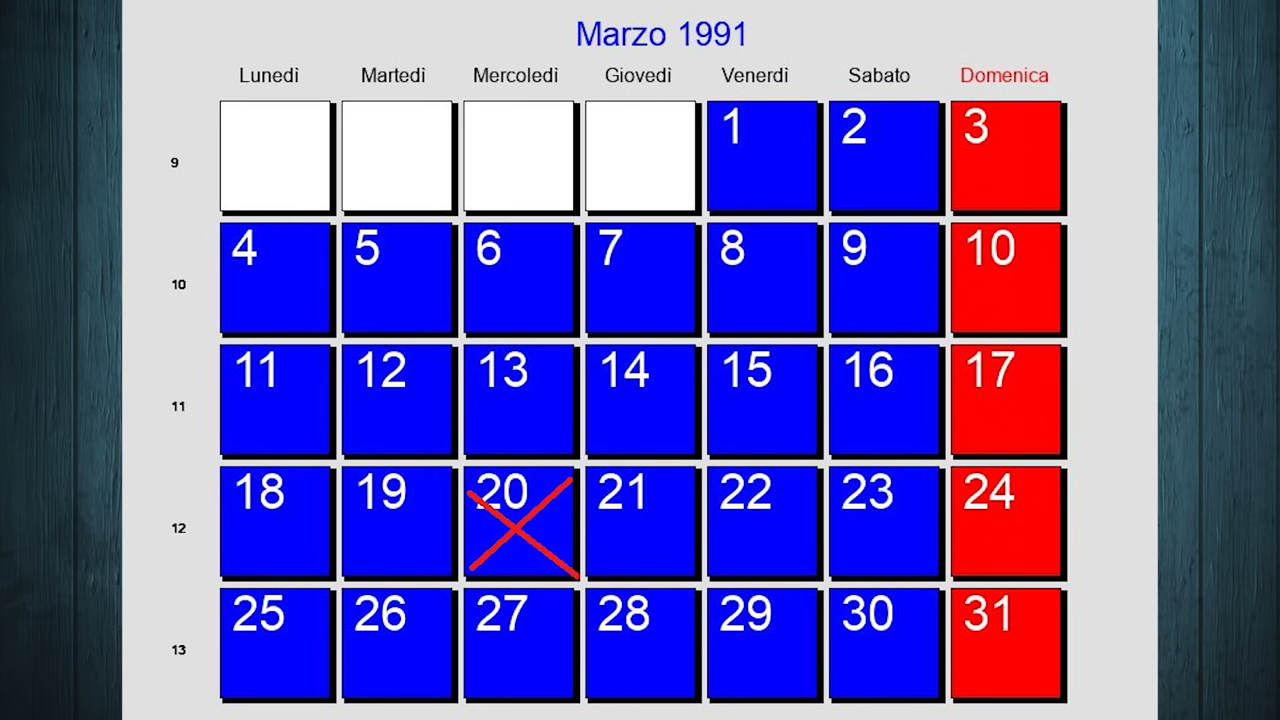 Marzo 1991
Lunedì Martedì Mercoledì Giovedì Venerdì Sabato Domenica
9 1 2 3
10 4 5 6 7 8 9 10
11 11 12 13 14 15 16 17
12 18 19 20 21 22 23 24
13 25 26 27 28 29 30 31